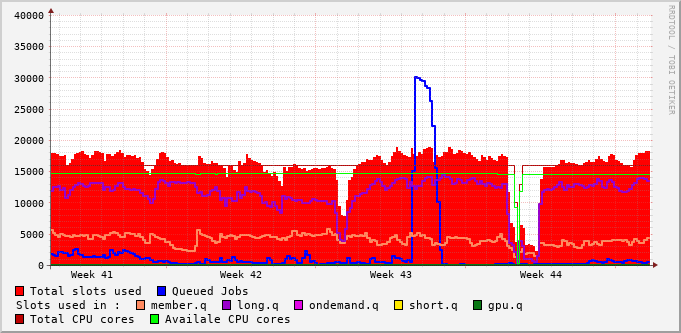 RRDTOOL / TOBI OETIKER
40000
35000
30000
25000
20000
15000
10000
5000
0
Week 41 Week 42 Week 43 Week 44
Total slots used Queued Jobs
Slots used in : member.q long.q ondemand.q short.q gpu.q
Total CPU cores Availale CPU cores